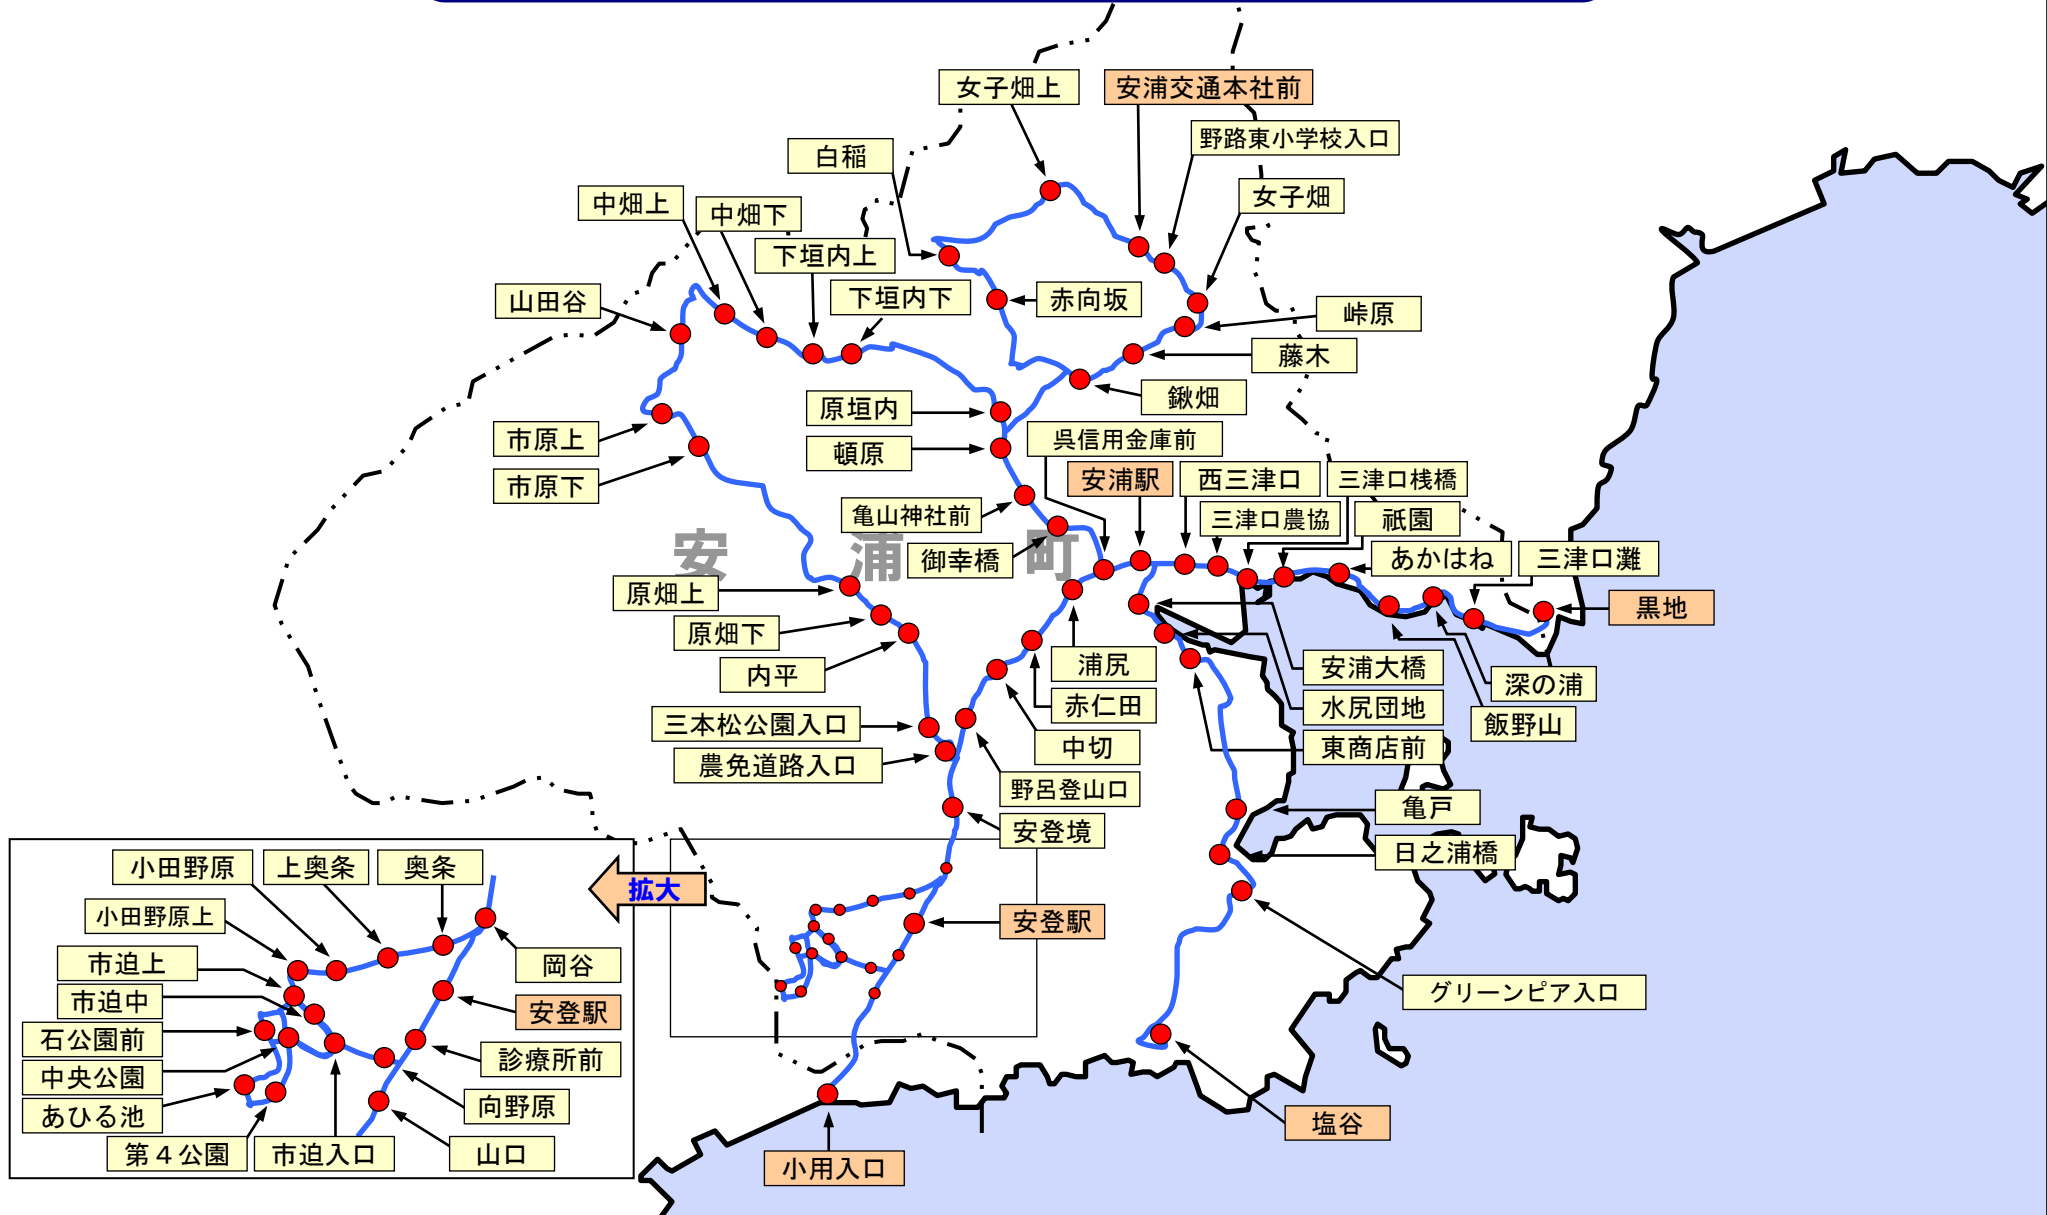 女子畑上
安浦交通本社前
野路東小学校入口
白稲
女子畑
中畑上
中畑下
下垣内上
下垣内下
山田谷
赤向坂
峠原
藤木
鍬畑
原垣内
頓原
市原上
市原下
呉信用金庫前
安浦駅
西三津口
三津口桟橋
三津口農協
祇園
亀山神社前
御幸橋
あかはね
三津口灘
安浦町
原畑上
原畑下
内平
黒地
浦尻
安浦大橋
深の浦
赤仁田
水尻団地
飯野山
三本松公園入口
中切
東商店前
農免道路入口
野呂登山口
亀戸
安登境
日之浦橋
拡大
安登駅
グリーンピア入口
塩谷
小用入口
小田野原
上奥条
奥条
小田野原上
市迫上
岡谷
市迫中
安登駅
石公園前
診療所前
中央公園
あひる池
向野原
第４公園
市迫入口
山口